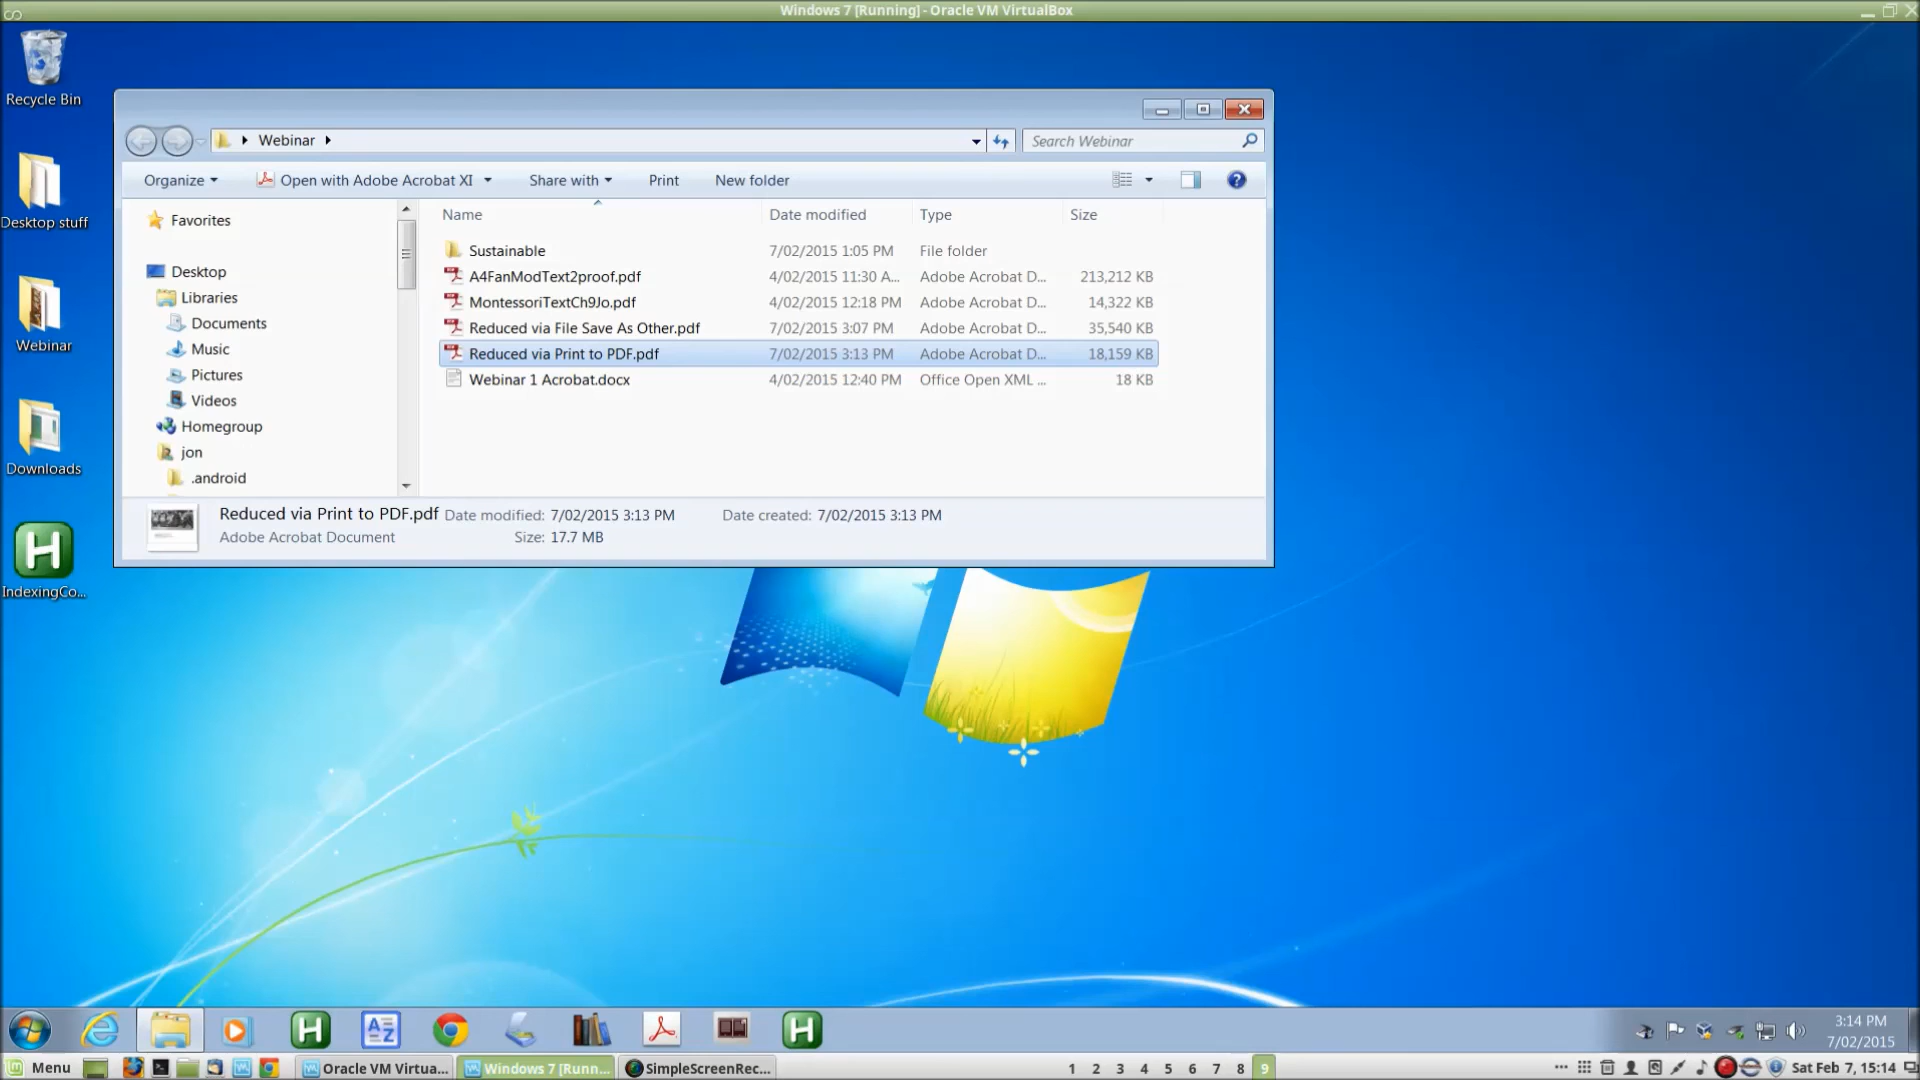 Windows 7 [Running] - Oracle VM VirtualBox
Recycle Bin
Desktop stuff
Webinar
Downloads
IndexingCo...
Webinar
Search Webinar
Organize
Open with Adobe Acrobat XI
Share with
Print
New folder
Favorites
Desktop
Libraries
Documents
Music
Pictures
Videos
Homegroup
jon
.android
Name Date modified Type Size
Sustainable 7/02/2015 1:05 PM File folder
A4FanModText2proof.pdf 4/02/2015 11:30 A... Adobe Acrobat D... 213,212 KB
MontessoriTextCh9Jo.pdf 4/02/2015 12:18 PM Adobe Acrobat D... 14,322 KB
Reduced via File Save As Other.pdf 7/02/2015 3:07 PM Adobe Acrobat D... 35,540 KB
Reduced via Print to PDF.pdf 7/02/2015 3:13 PM Adobe Acrobat D... 18,159 KB
Webinar 1 Acrobat.docx 4/02/2015 12:40 PM Office Open XML ... 18 KB
Reduced via Print to PDF.pdf Date modified: 7/02/2015 3:13 PM Date created: 7/02/2015 3:13 PM
Adobe Acrobat Document Size: 17.7 MB
H
H A Z H
3:14 PM
7/02/2015
Menu Oracle VM Virtua... Windows 7 [Runn... SimpleScreenRec... 1 2 3 4 5 6 7 8 9 Sat Feb 7, 15:14